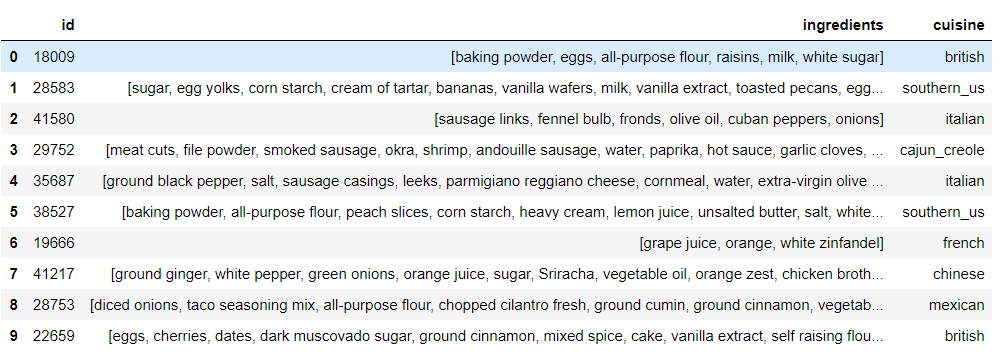 id ingredients cuisine
0 18009 [baking powder, eggs, all-purpose flour, raisins, milk, white sugar] british
1 28583 [sugar, egg yolks, corn starch, cream of tartar, bananas, vanilla wafers, milk, vanilla extract, toasted pecans, egg... southern_us
2 41580 [sausage links, fennel bulb, fronds, olive oil, cuban peppers, onions] italian
3 29752 [meat cuts, file powder, smoked sausage, okra, shrimp, andouille sausage, water, paprika, hot sauce, garlic cloves, ... cajun_creole
4 35687 [ground black pepper, salt, sausage casings, leeks, parmigiano reggiano cheese, cornmeal, water, extra-virgin olive ... italian
5 38527 [baking powder, all-purpose flour, peach slices, corn starch, heavy cream, lemon juice, unsalted butter, salt, white... southern_us
6 19666 [grape juice, orange, white zinfandel] french
7 41217 [ground ginger, white pepper, green onions, orange juice, sugar, Sriracha, vegetable oil, orange zest, chicken broth... chinese
8 28753 [diced onions, taco seasoning mix, all-purpose flour, chopped cilantro fresh, ground cumin, ground cinnamon, vegetab... mexican
9 22659 [eggs, cherries, dates, dark muscovado sugar, ground cinnamon, mixed spice, cake, vanilla extract, self raising flou... british